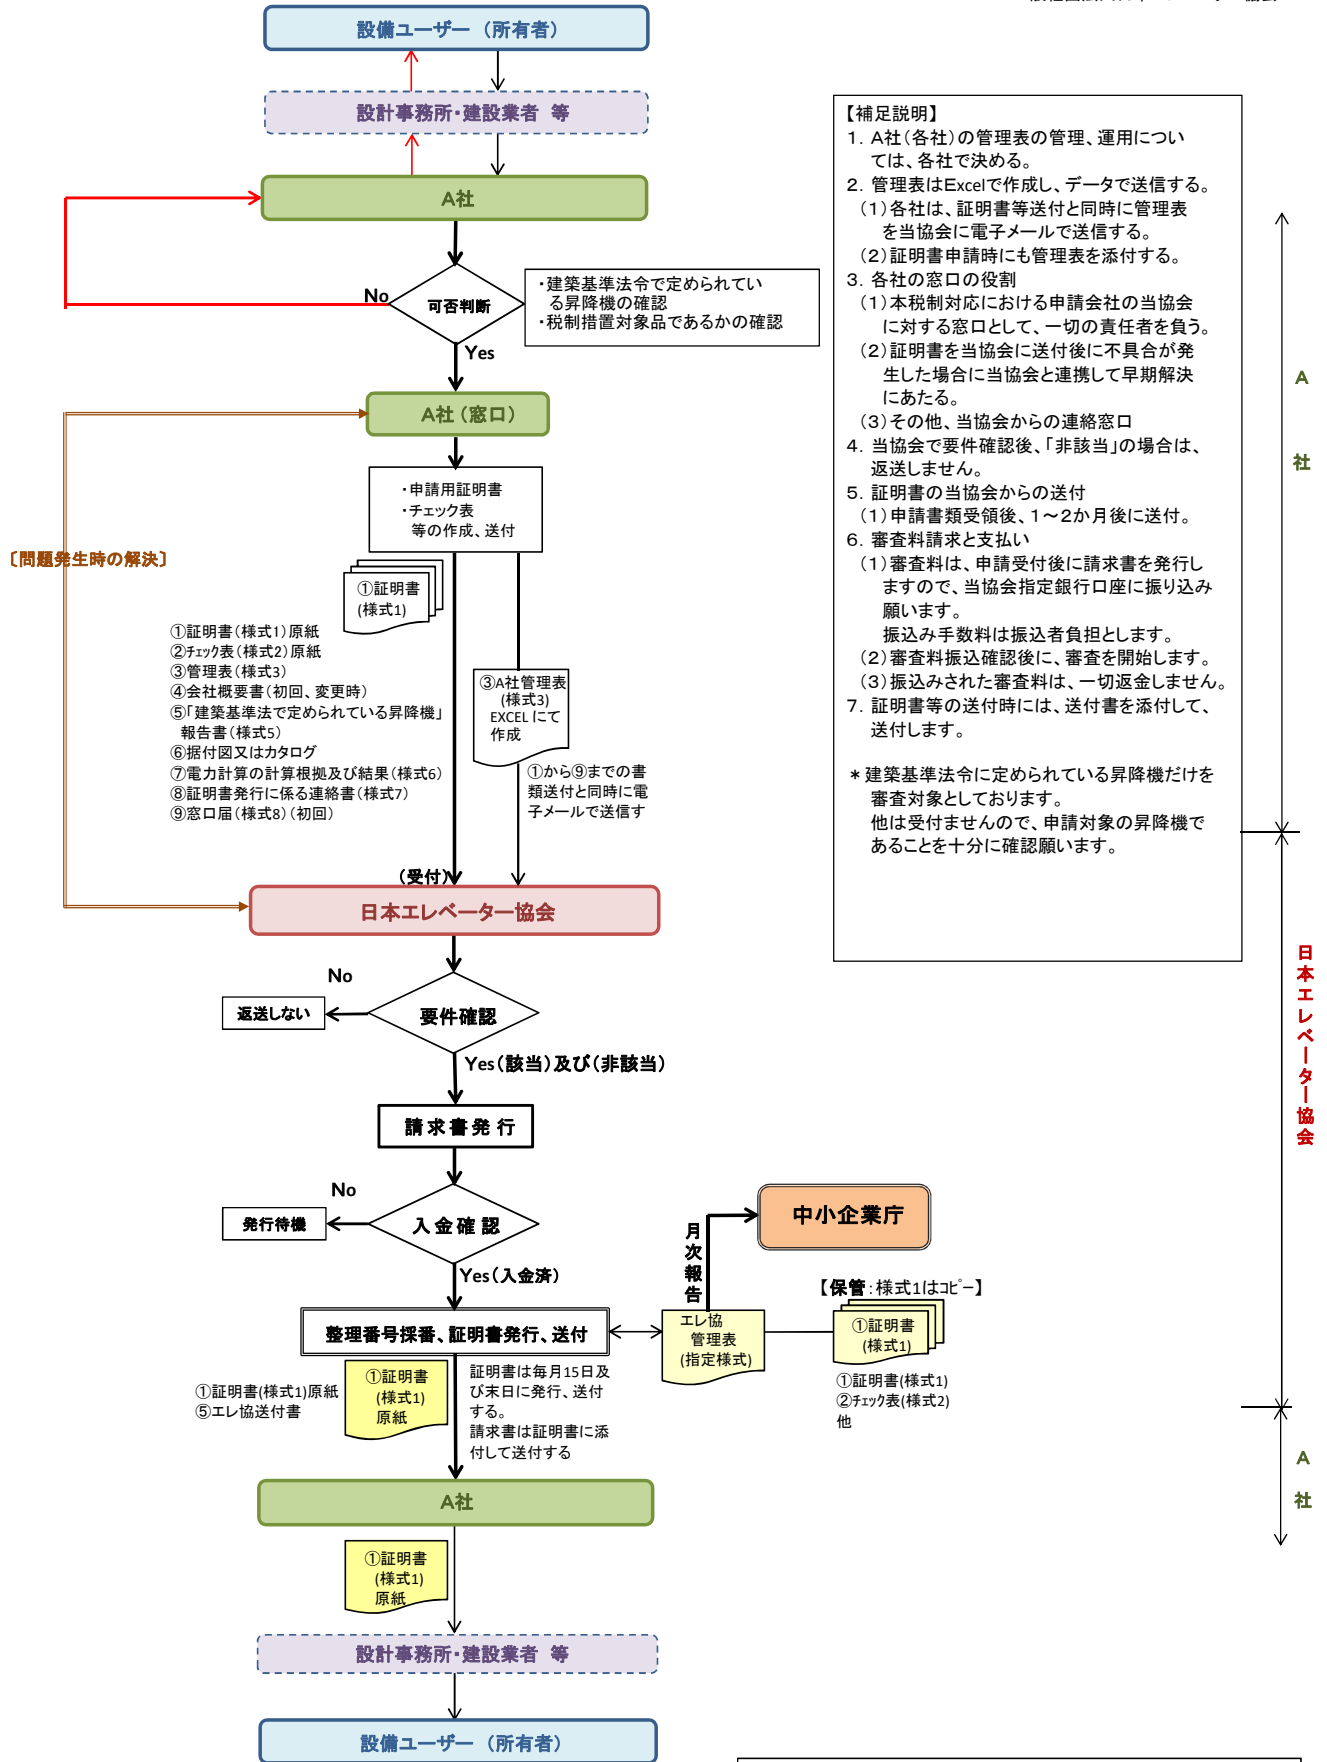 設備ユーザー （所有者）
設計事務所・建設業者 等
A社
No
可否判断
・建築基準法令で定められてい
る昇降機の確認
・税制措置対象品であるかの確認
Yes
A社（窓口）
・申請用証明書
・チェック表
等の作成、送付
〔問題発生時の解決〕
①証明書
(様式1)
①証明書（様式1）原紙
②ﾁｪｯｸ表（様式2）原紙
③管理表（様式3）
④会社概要書（初回、変更時）
⑤「建築基準法で定められている昇降機」
報告書（様式5）
⑥据付図又はｶﾀﾛｸﾞ
⑦電力計算の計算根拠及び結果（様式6）
⑧証明書発行に係る連絡書（様式7）
⑨窓口届（様式8）（初回）
③A社管理表
(様式3)
EXCEL にて
作成
①から⑨までの書
類送付と同時に電
子メールで送信す
（受付）
日本エレベーター協会
No
返送しない
要件確認
Yes（該当）及び（非該当）
請求書発行
No
発行待機
入金確認
Yes（入金済）
整理番号採番、証明書発行、送付
①証明書(様式1)原紙
⑤エレ協送付書
①証明書
(様式1)
原紙
証明書は毎月15日及
び末日に発行、送付
する。
請求書は証明書に添
付して送付する
月次報告
中小企業庁
エレ協
管理表
(指定様式)
【保管：様式1はｺﾋﾟｰ】
①証明書
(様式1)
①証明書(様式1)
②ﾁｪｯｸ表(様式2)
他
A社
①証明書
(様式1)
原紙
設計事務所・建設業者 等
設備ユーザー （所有者）
【補足説明】
1. A社（各社）の管理表の管理、運用につい
ては、各社で決める。
2. 管理表はExcelで作成し、データで送信する。
（1）各社は、証明書等送付と同時に管理表
を当協会に電子メールで送信する。
（2）証明書申請時にも管理表を添付する。
3. 各社の窓口の役割
（1）本税制対応における申請会社の当協会
に対する窓口として、一切の責任者を負う。
（2）証明書を当協会に送付後に不具合が発
生した場合に当協会と連携して早期解決
にあたる。
（3）その他、当協会からの連絡窓口
4. 当協会で要件確認後、「非該当」の場合は、
返送しません。
5. 証明書の当協会からの送付
（1）申請書類受領後、1～2か月後に送付。
6. 審査料請求と支払い
（1）審査料は、申請受付後に請求書を発行し
ますので、当協会指定銀行口座に振り込み
願います。
振込み手数料は振込者負担とします。
（2）審査料振込確認後に、審査を開始します。
（3）振込みされた審査料は、一切返金しません。
7. 証明書等の送付時には、送付書を添付して、
送付します。
＊建築基準法令に定められている昇降機だけを
審査対象としております。
他は受付ませんので、申請対象の昇降機で
あることを十分に確認願います。
A社
日本エレベーター協会
A社